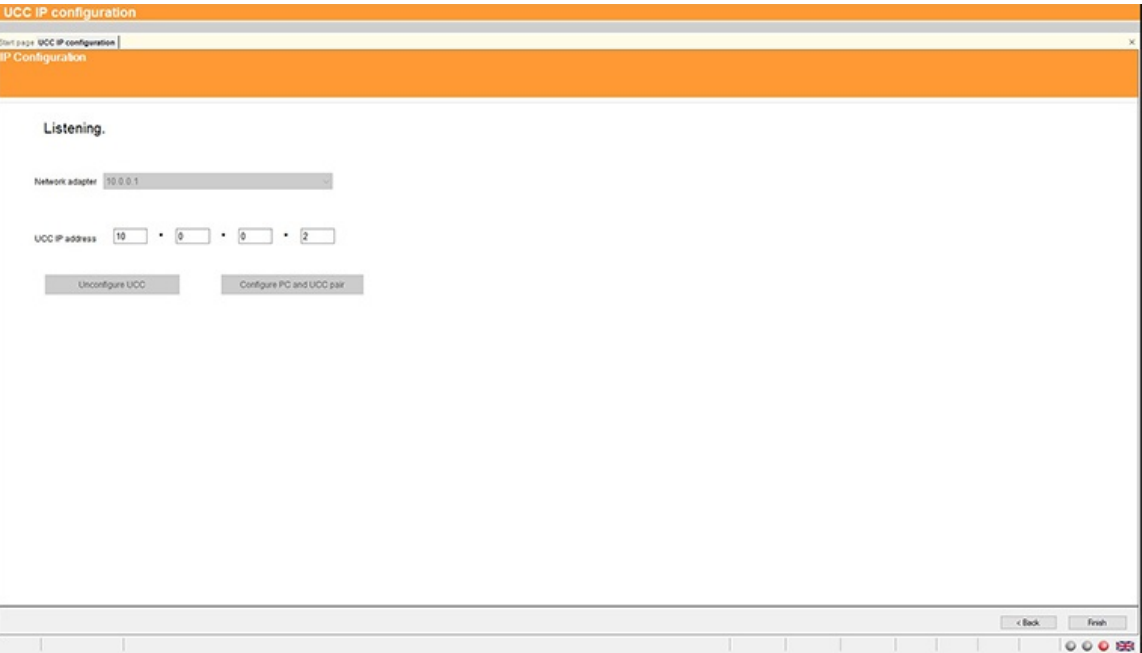 UCC IP configuration
Start page UCC IP configuration
IP Configuration
Listening.
Network adapter 10.0.0.1
UCC IP address 10 • 0 • 0 • 2
Unconfigure UCC Configure PC and UCC pair
< Back Finish